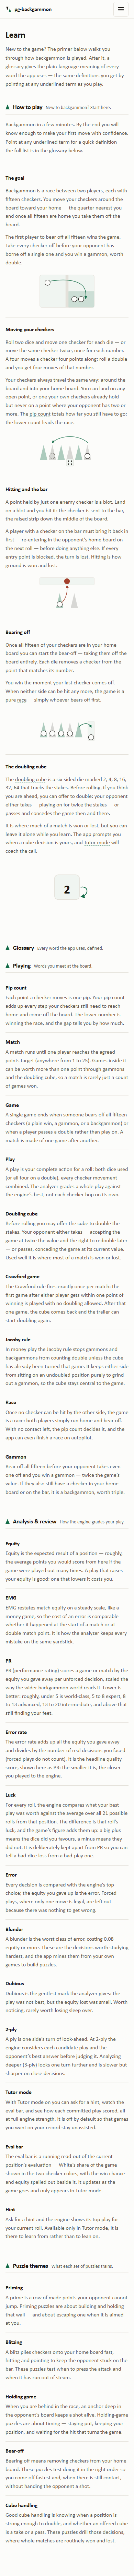 pg-backgammon
Learn
New to the game? The primer below walks you
through how backgammon is played. After it, a
glossary gives the plain-language meaning of every
word the app uses — the same definitions you get by
pointing at any underlined term as you play.
How to play New to backgammon? Start here.
Backgammon in a few minutes. By the end you will
know enough to make your first move with confidence.
Point at any underlined term for a quick definition —
the full list is in the glossary below.
The goal
Backgammon is a race between two players, each with
fifteen checkers. You move your checkers around the
board toward your home — the quarter nearest you —
and once all fifteen are home you take them off the
board.
The first player to bear off all fifteen wins the game.
Take every checker off before your opponent has
borne off a single one and you win a gammon, worth
double.
Moving your checkers
Roll two dice and move one checker for each die — or
move the same checker twice, once for each number.
A four moves a checker four points along; roll a double
and you get four moves of that number.
Your checkers always travel the same way: around the
board and into your home board. You can land on any
open point, or one your own checkers already hold —
but never on a point where your opponent has two or
more. The pip count totals how far you still have to go;
the lower count leads the race.
Hitting and the bar
A point held by just one enemy checker is a blot. Land
on a blot and you hit it: the checker is sent to the bar,
the raised strip down the middle of the board.
A player with a checker on the bar must bring it back in
first — re-entering in the opponent's home board on
the next roll — before doing anything else. If every
entry point is blocked, the turn is lost. Hitting is how
ground is won and lost.
Bearing off
Once all fifteen of your checkers are in your home
board you can start the bear-off — taking them off the
board entirely. Each die removes a checker from the
point that matches its number.
You win the moment your last checker comes off.
When neither side can be hit any more, the game is a
pure race — simply whoever bears off first.
The doubling cube
The doubling cube is a six-sided die marked 2, 4, 8, 16,
32, 64 that tracks the stakes. Before rolling, if you think
you are ahead, you can offer to double: your opponent
either takes — playing on for twice the stakes — or
passes and concedes the game then and there.
It unlocks how much of a match is won or lost, but you can
leave it alone while you learn. The app prompts you
when a cube decision is yours, and Tutor mode will
coach the call.
2
Glossary Every word the app uses, defined.
Playing Words you meet at the board.
Pip count
Each point a checker moves is one pip. Your pip count
adds up every step your checkers still need to turn
home and come off the board. The lower number is
winning the race, and the gap tells you by how much.
Match
A match runs until one player reaches the agreed
points target (anywhere from 1 to 25). Games inside it
can be worth more than one point through gammons
and the doubling cube, so a match is rarely just a count
of games won.
Game
A single game ends when someone bears off all fifteen
checkers (a plain win, a gammon, or a backgammon) or
when a player passes a double rather than play on. A
match is made of one game after another.
Play
A play is your complete action for a roll: both dice used
(or all four on a double), every checker movement
combined. The analyzer grades a whole play against
the engine's best, not each checker hop on its own.
Doubling cube
Before rolling you may offer the cube to double the
stakes. Your opponent either takes — accepting the
game at twice the value and the right to redouble later
— or passes, conceding the game at its current value.
Used well it is where most of a match is won or lost.
Crawford game
The Crawford rule fires exactly once per match: the
game after either player gets within one point of
winning is played with no doubling allowed. After that
one game, the cube comes back and the trailer can
start doubling again.
Jacoby rule
In money play the Jacoby rule stops gammons and
backgammons from counting double unless the cube
has already been turned that game. It keeps either side
from sitting on an undoubled position purely to grind
out a gammon, so the cube stays central to the game.
Race
Once no checker can be hit by the other side, the game
is a race: both players simply run home and bear off.
With no contact left, the pip count decides it, and the
app can even finish a race on autopilot.
Gammon
Bear off all fifteen before your opponent takes even
one off and you win a gammon — twice the game's
value. If they also still have a checker in your home
board or on the bar, it is a backgammon, worth triple.
Analysis & review How the engine grades your play.
Equity
Equity is the expected result of a position — roughly,
the average points you would score from here if the
game were played out many times. A play that raises
your equity is good; one that lowers it costs you.
EMG
EMG restates match equity on a steady scale, like a
money game, so the cost of an error is comparable
whether it happened at the start of a match or at
double match point. It is how the engine keeps every
mistake on the same yardstick.
PR
PR (performance rating) scores a game or match by the
equity you gave away per unforced decision, scaled the
way the wider backgammon world reads it. Lower is
better: roughly, under 5 is world-class, 5 to 8 expert, 8
to 13 advanced, 13 to 20 intermediate, and above that
still finding your feet.
Error rate
The error rate adds up all the equity you gave away
and divides by the number of real decisions you faced
(forced plays do not count). It is the headline quality
score, shown here as PR: the smaller it is, the closer
you played to the engine.
Luck
For every roll, the engine compares what your best
play was worth against the average over all 21 possible
rolls from that position. The difference is that roll's
luck, and the game's figure adds them up: a big plus
means the dice did you favours, a minus means they
did not. It is deliberately kept apart from PR so you can
tell a bad-dice loss from a bad-play one.
Error
Every decision is compared with the engine's top
choice; the equity you gave up is the error. Forced
plays, where only one move is legal, are left out
because there was nothing to get wrong.
Blunder
A blunder is the worst class of error, costing 0.08
equity or more. These are the decisions worth studying
hardest, and the app mines them from your own
games to build puzzles.
Dubious
Dubious is the gentlest mark the analyzer gives: the
play was not best, but the equity lost was small. Worth
noticing, rarely worth losing sleep over.
2-ply
A ply is one side's turn of look-ahead. At 2-ply the
engine considers each candidate play and the
opponent's best answer before judging it. Analyzing
deeper (3-ply) looks one turn further and is slower but
sharper on close decisions.
Tutor mode
With Tutor mode on you can ask for a hint, watch the
eval bar, and see how each committed play scored, all
at full engine strength. It is off by default so that games
you want on your record stay unassisted.
Eval bar
The eval bar is a running read-out of the current
position's evaluation — White's share of the game
shown in the two checker colors, with the win chance
and equity spelled out beside it. It updates as the
game goes and only appears in Tutor mode.
Hint
Ask for a hint and the engine shows its top play for
your current roll. Available only in Tutor mode, it is
there to learn from rather than to lean on.
Puzzle themes What each set of puzzles trains.
Priming
A prime is a row of made points your opponent cannot
jump. Priming puzzles are about building and holding
that wall — and about escaping one when it is aimed
at you.
Blitzing
A blitz piles checkers onto your home board fast,
hitting and pointing to keep the opponent stuck on the
bar. These puzzles test when to press the attack and
when it has run out of steam.
Holding game
When you are behind in the race, an anchor deep in
the opponent's board keeps a shot alive. Holding-game
puzzles are about timing — staying put, keeping your
position, and waiting for the hit that turns the game.
Bear-off
Bearing off means removing checkers from your home
board. These puzzles test doing it in the right order so
you come off fastest and, when there is still contact,
without handing the opponent a shot.
Cube handling
Good cube handling is knowing when a position is
strong enough to double, and whether an offered cube
is a take or a pass. These puzzles drill those decisions,
where whole matches are routinely won and lost.